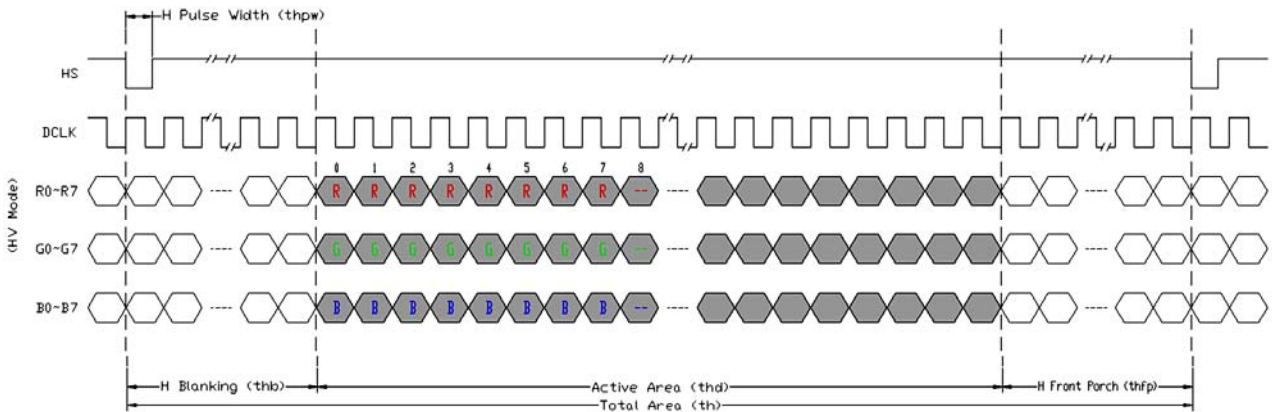 H Pulse Width (thpw)
HS
DCLK
(HV Mode)
0 1 2 3 4 5 6 7 8
R0~R7 R R R R R R R R -- ----
G0~G7 G G G G G G G G -- ----
B0~B7 B B B B B B B B -- ----
H Blanking (thb) Active Area (thd) H Front Porch (thfp)
Total Area (th)